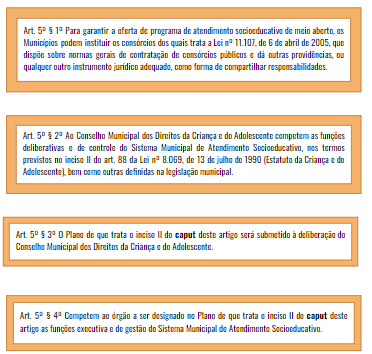 Art. 5º § 1º Para garantir a oferta de programa de atendimento socioeducativo de meio aberto, os
Municípios podem instituir os consórcios dos quais trata a Lei nº 11.107, de 6 de abril de 2005, que
dispõe sobre normas gerais de contratação de consórcios públicos e dá outras providências, ou
qualquer outro instrumento jurídico adequado, como forma de compartilhar responsabilidades.
Art. 5º § 2º Ao Conselho Municipal dos Direitos da Criança e do Adolescente competem as funções
deliberativas e de controle do Sistema Municipal de Atendimento Socioeducativo, nos termos
previstos no inciso II do art. 88 da Lei nº 8.069, de 13 de julho de 1990 (Estatuto da Criança e do
Adolescente), bem como outras definidas na legislação municipal.
Art. 5º § 3º O Plano de que trata o inciso II do caput deste artigo será submetido à deliberação do
Conselho Municipal dos Direitos da Criança e do Adolescente.
Art. 5º § 4º Competem ao órgão a ser designado no Plano de que trata o inciso II do caput deste
artigo as funções executiva e de gestão do Sistema Municipal de Atendimento Socioeducativo.